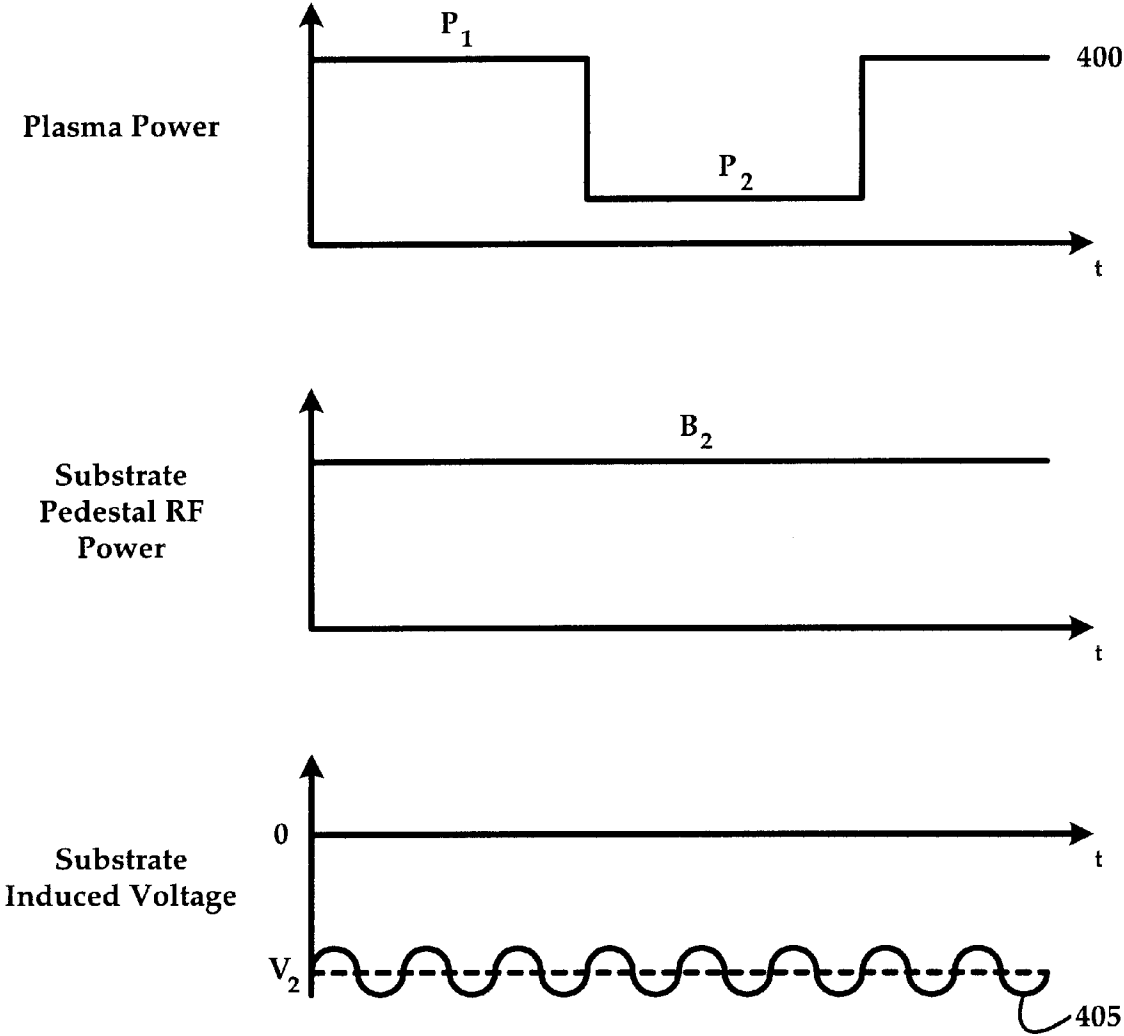 P1
400
Plasma Power
P2
t
B2
Substrate
Pedestal RF
Power
t
0
t
Substrate
Induced Voltage
V2
405